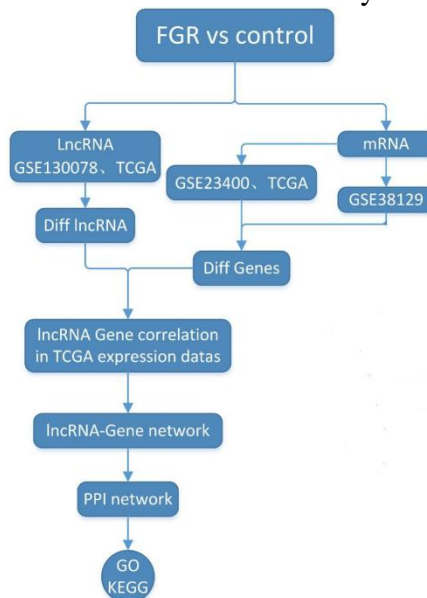 FGR vs control
LncRNA
GSE130078、TCGA
mRNA
GSE23400、TCGA
GSE38129
Diff lncRNA
Diff Genes
lncRNA Gene correlation
in TCGA expression datas
lncRNA-Gene network
PPI network
GO
KEGG